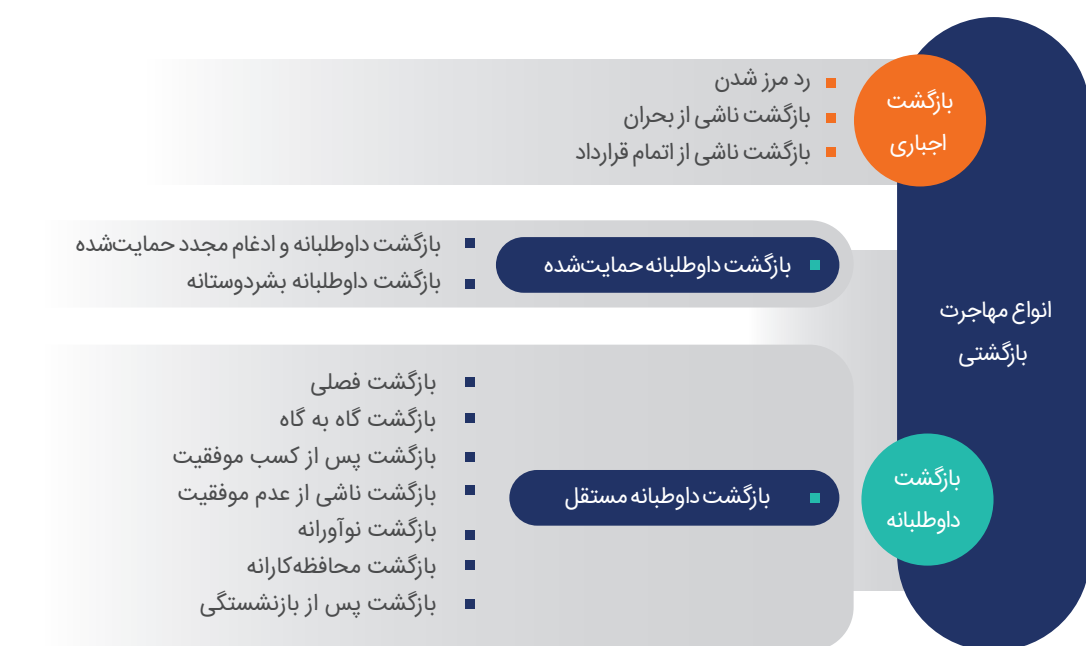 انواع مهاجرت
بازگشتی
بازگشت
اجباری
رد مرز شدن
بازگشت ناشی از بحران
بازگشت ناشی از اتمام قرارداد
بازگشت
داوطلبانه
بازگشت داوطلبانه حمایت‌شده
بازگشت داوطلبانه و ادغام مجدد حمایت‌شده
بازگشت داوطلبانه بشردوستانه
بازگشت داوطبانه مستقل
بازگشت فصلی
بازگشت گاه به گاه
بازگشت پس از کسب موفقیت
بازگشت ناشی از عدم موفقیت
بازگشت نوآورانه
بازگشت محافظه‌کارانه
بازگشت پس از بازنشستگی